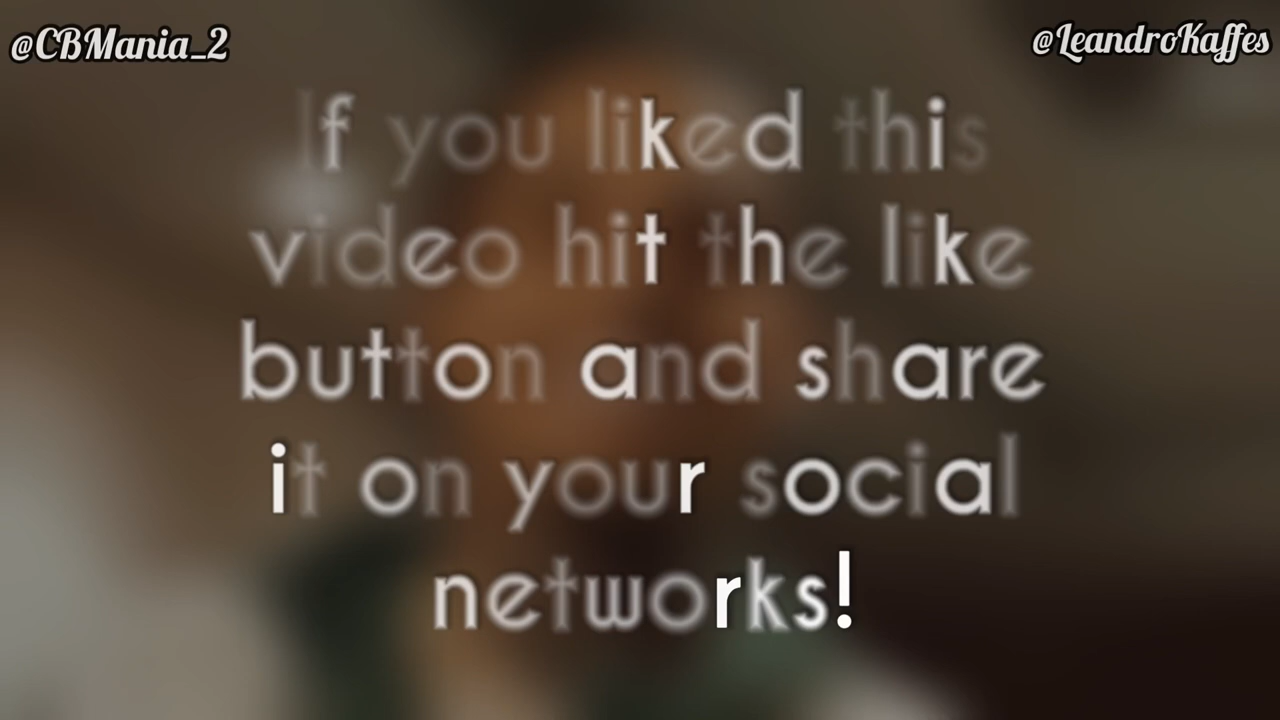 @CBMania_2
@LeandroKaffes
If you liked this
video hit the like
button and share
it on your social
networks!